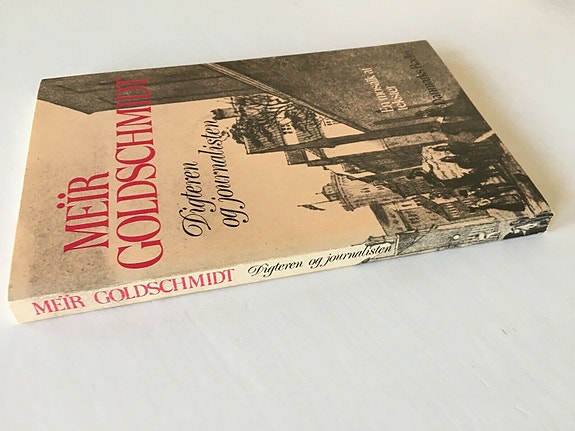 MEÏR
GOLDSCHMIDT
Digteren
og journalisten
MEÏR GOLDSCHMIDT Digteren og journalisten